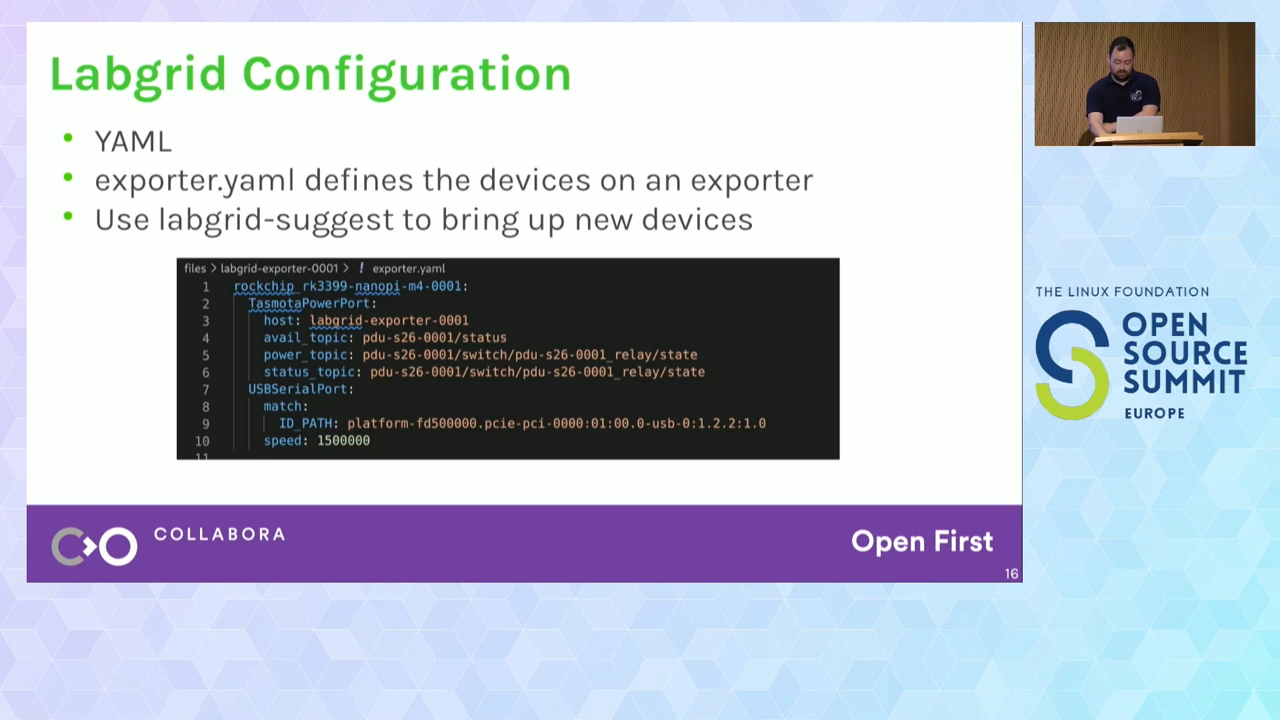 Labgrid Configuration
YAML
exporter.yaml defines the devices on an exporter
Use labgrid-suggest to bring up new devices
files > labgrid-exporter-0001 > ! exporter.yaml
1 rockchip_rk3399-nanopi-m4-0001:
2 TasmotaPowerPort:
3 host: labgrid-exporter-0001
4 avail_topic: pdu-s26-0001/status
5 power_topic: pdu-s26-0001/switch/pdu-s26-0001_relay/state
6 status_topic: pdu-s26-0001/switch/pdu-s26-0001_relay/state
7 USBSerialPort:
8 match:
9 ID_PATH: platform-fd500000.pcie-pci-0000:01:00.0-usb-0:1.2.2:1.0
10 speed: 1500000
11
COLLABORA
Open First
16
THE LINUX FOUNDATION
OPEN
SOURCE
SUMMIT
EUROPE